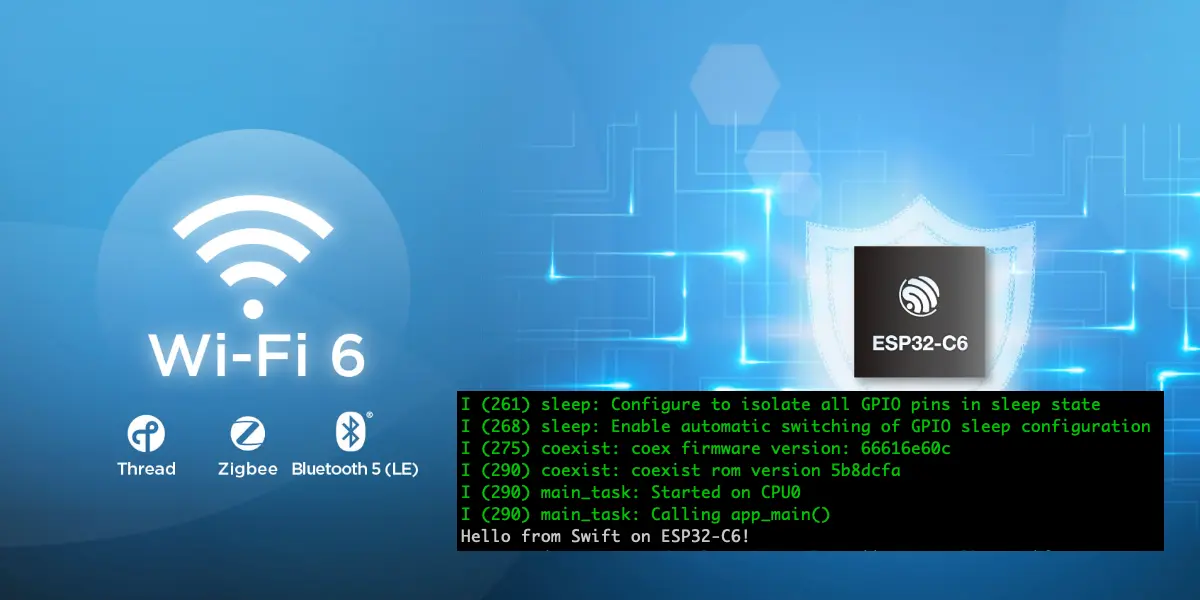 Wi-Fi 6
Thread
Zigbee
Bluetooth 5 (LE)
®
ESP32-C6
I (261) sleep: Configure to isolate all GPIO pins in sleep state
I (268) sleep: Enable automatic switching of GPIO sleep configuration
I (275) coexist: coex firmware version: 66616e60c
I (290) coexist: coexist rom version 5b8dcfa
I (290) main_task: Started on CPU0
I (290) main_task: Calling app_main()
Hello from Swift on ESP32-C6!